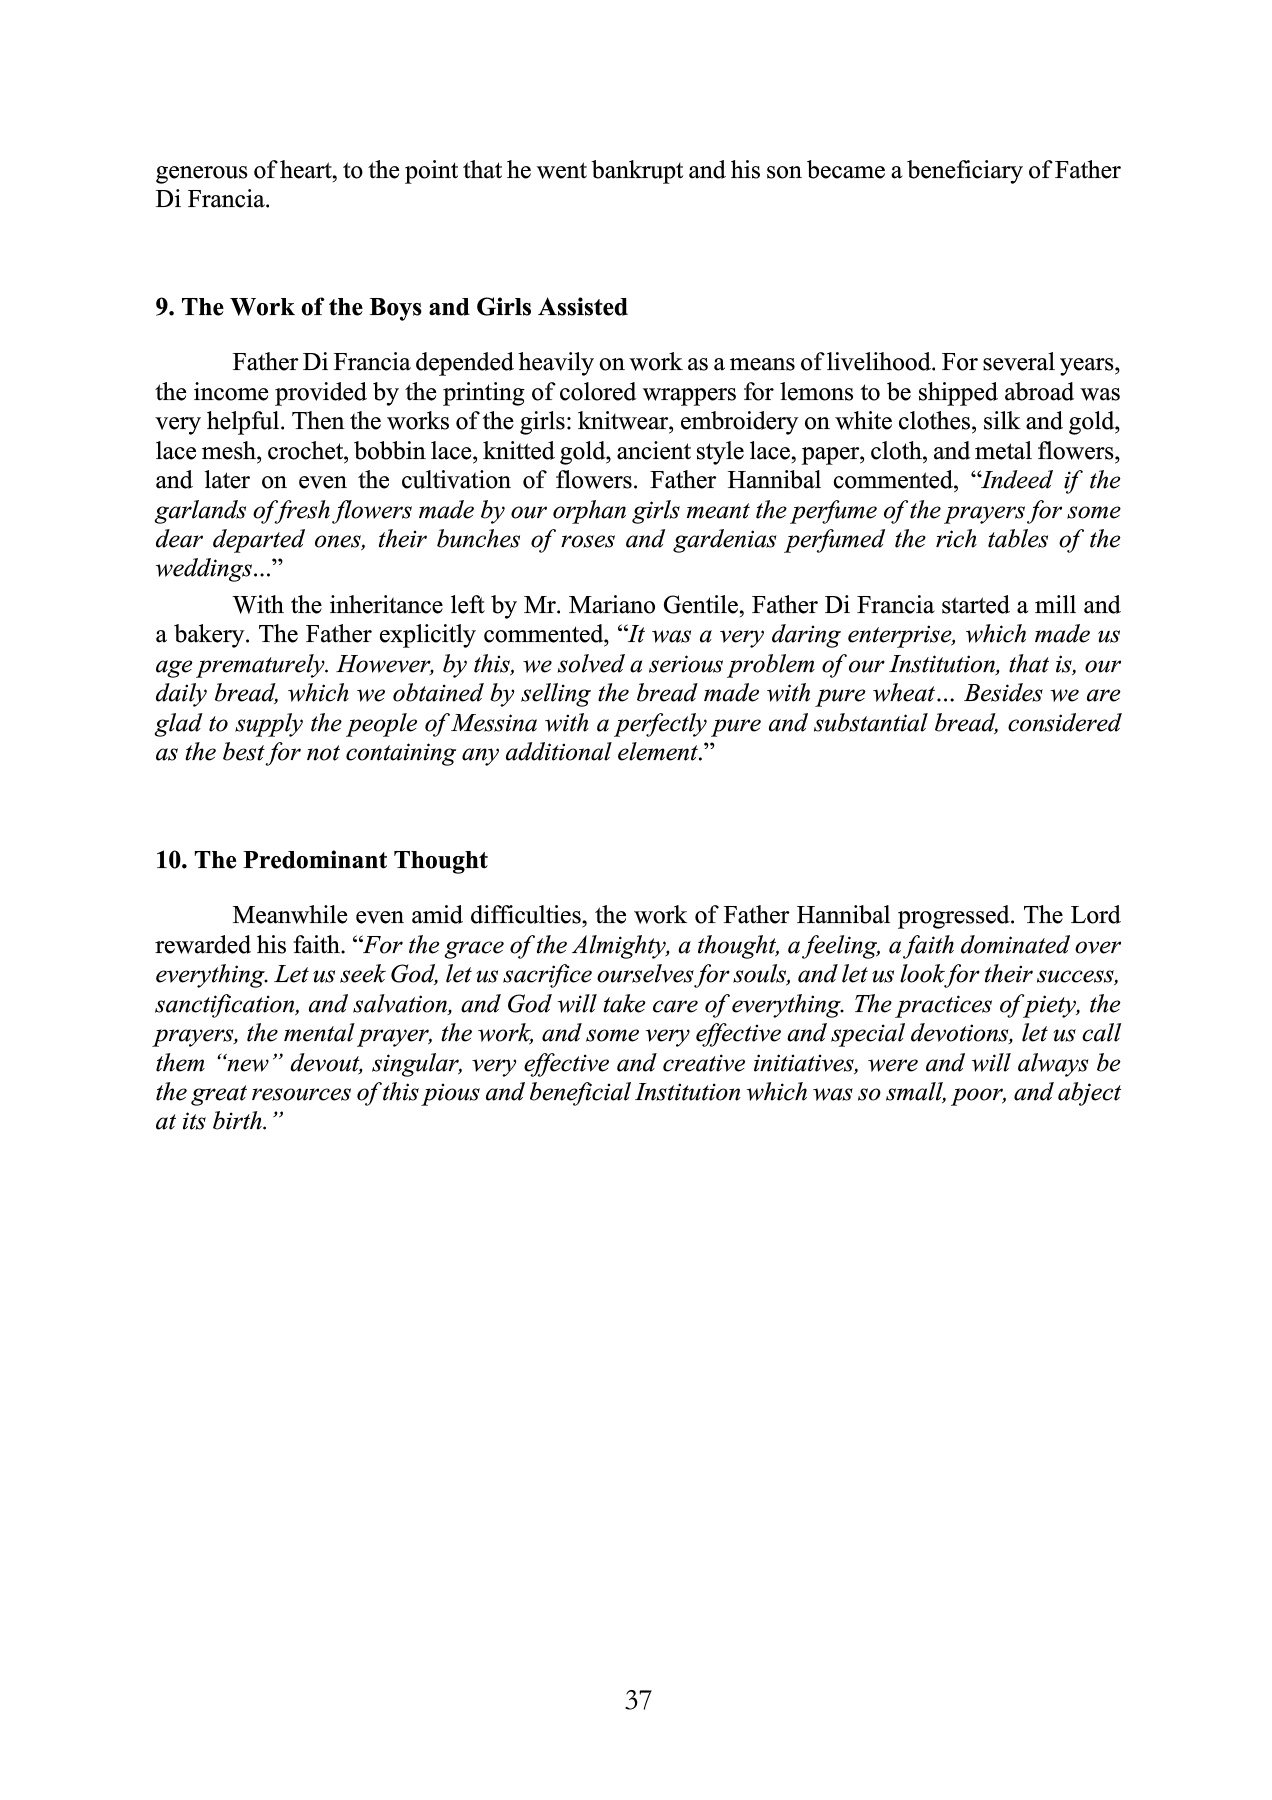 generous of heart, to the point that he went bankrupt and his son became a beneficiary of Father
Di Francia.
9. The Work of the Boys and Girls Assisted
Father Di Francia depended heavily on work as a means of livelihood. For several years,
the income provided by the printing of colored wrappers for lemons to be shipped abroad was
very helpful. Then the works of the girls: knitwear, embroidery on white clothes, silk and gold,
lace mesh, crochet, bobbin lace, knitted gold, ancient style lace, paper, cloth, and metal flowers,
and later on even the cultivation of flowers. Father Hannibal commented, “Indeed if the
garlands of fresh flowers made by our orphan girls meant the perfume of the prayers for some
dear departed ones, their bunches of roses and gardenias perfumed the rich tables of the
weddings...”
With the inheritance left by Mr. Mariano Gentile, Father Di Francia started a mill and
a bakery. The Father explicitly commented, “It was a very daring enterprise, which made us
age prematurely. However, by this, we solved a serious problem of our Institution, that is, our
daily bread, which we obtained by selling the bread made with pure wheat... Besides we are
glad to supply the people of Messina with a perfectly pure and substantial bread, considered
as the best for not containing any additional element.”
10. The Predominant Thought
Meanwhile even amid difficulties, the work of Father Hannibal progressed. The Lord
rewarded his faith. “For the grace of the Almighty, a thought, a feeling, a faith dominated over
everything. Let us seek God, let us sacrifice ourselves for souls, and let us look for their success,
sanctification, and salvation, and God will take care of everything. The practices of piety, the
prayers, the mental prayer, the work, and some very effective and special devotions, let us call
them “new” devout, singular, very effective and creative initiatives, were and will always be
the great resources of this pious and beneficial Institution which was so small, poor, and abject
at its birth.”
37